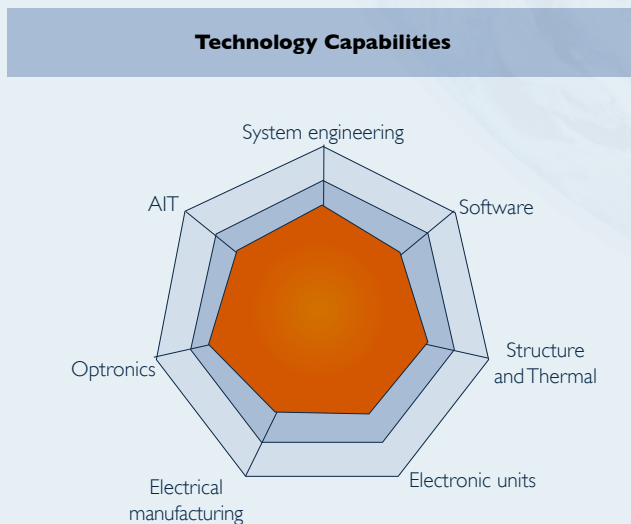 Technology Capabilities
System engineering
AIT
Software
Optronics
Structure
and Thermal
Electrical
manufacturing
Electronic units